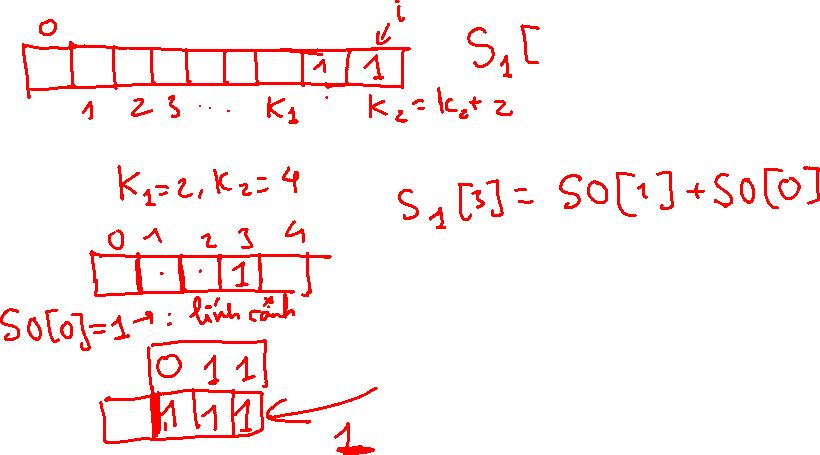 0 i
1 1 S₁[
1 2 3 ... K₁ K₂ = K₂ + 2
K₁=2, K₂=4
S₁[3] = S0[1] + S0[0]
0 1 2 3 4
. . 1
S0[0]=1 → : lính cằnh
0 1 1
1 1 1
1